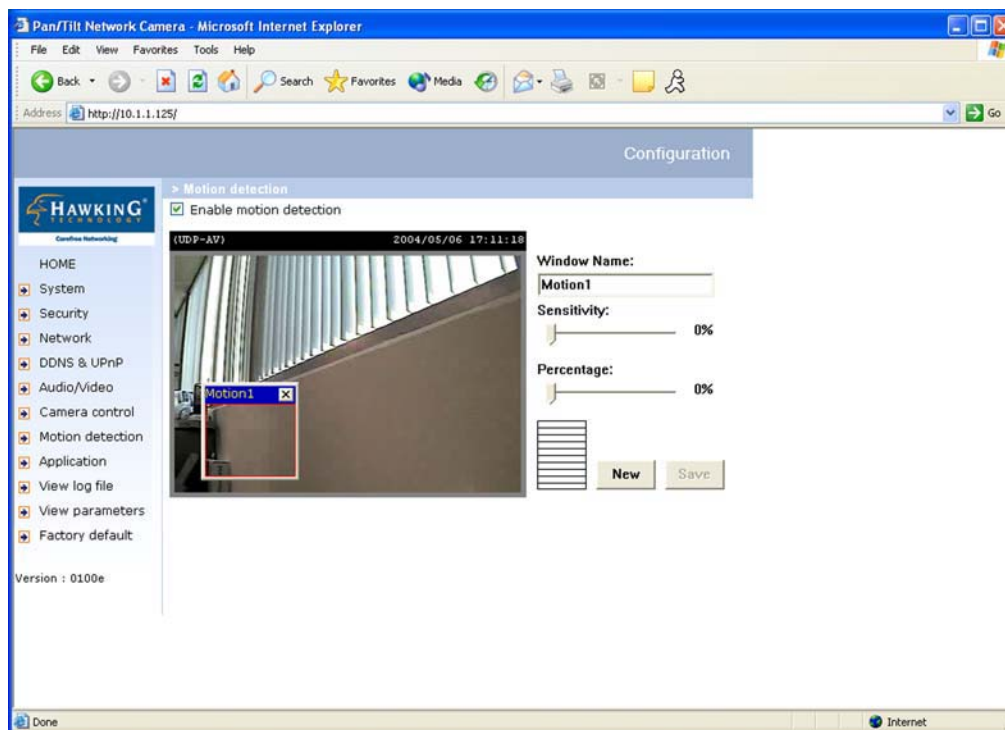 Pan/Tilt Network Camera - Microsoft Internet Explorer
File Edit View Favorites Tools Help
Back Search Favorites Media
Address http://10.1.1.125/ Go
Configuration
> Motion detection
HAWKING
TECHNOLOGY
Carefree Networking
Enable motion detection
(UDP-AV) 2004/05/06 17:11:18
HOME
System
Security
Network
DDNS & UPnP
Audio/Video
Camera control
Motion detection
Application
View log file
View parameters
Factory default
Version : 0100e
Motion1
Window Name:
Motion1
Sensitivity:
0%
Percentage:
0%
New Save
Done Internet